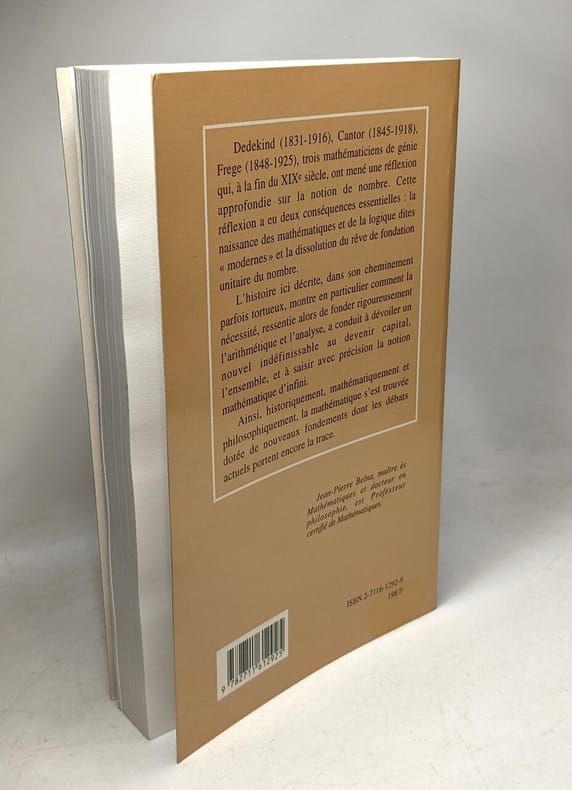 Dedekind (1831-1916), Cantor (1845-1918),
Frege (1848-1925), trois mathématiciens de génie
qui, à la fin du XIXe siècle, ont mené une réflexion
approfondie sur la notion de nombre. Cette
réflexion a eu deux conséquences essentielles : la
naissance des mathématiques et de la logique dites
« modernes » et la dissolution du rêve de fondation
unitaire du nombre.
L'histoire ici décrite, dans son cheminement
parfois tortueux, montre en particulier comment la
nécessité, ressentie alors de fonder rigoureusement
l'arithmétique et l'analyse, a conduit à dévoiler un
nouvel indéfinissable au devenir capital,
l'ensemble, et à saisir avec précision la notion
mathématique d'infini.
Ainsi, historiquement, mathématiquement et
philosophiquement, la mathématique s'est trouvée
dotée de nouveaux fondements dont les débats
actuels portent encore la trace.
Jean-Pierre Belna, maître ès
Mathématiques et docteur en
philosophie, est Professeur
certifié de Mathématiques.
ISBN 2-7116-1292-9
198 F
9 782711 612925